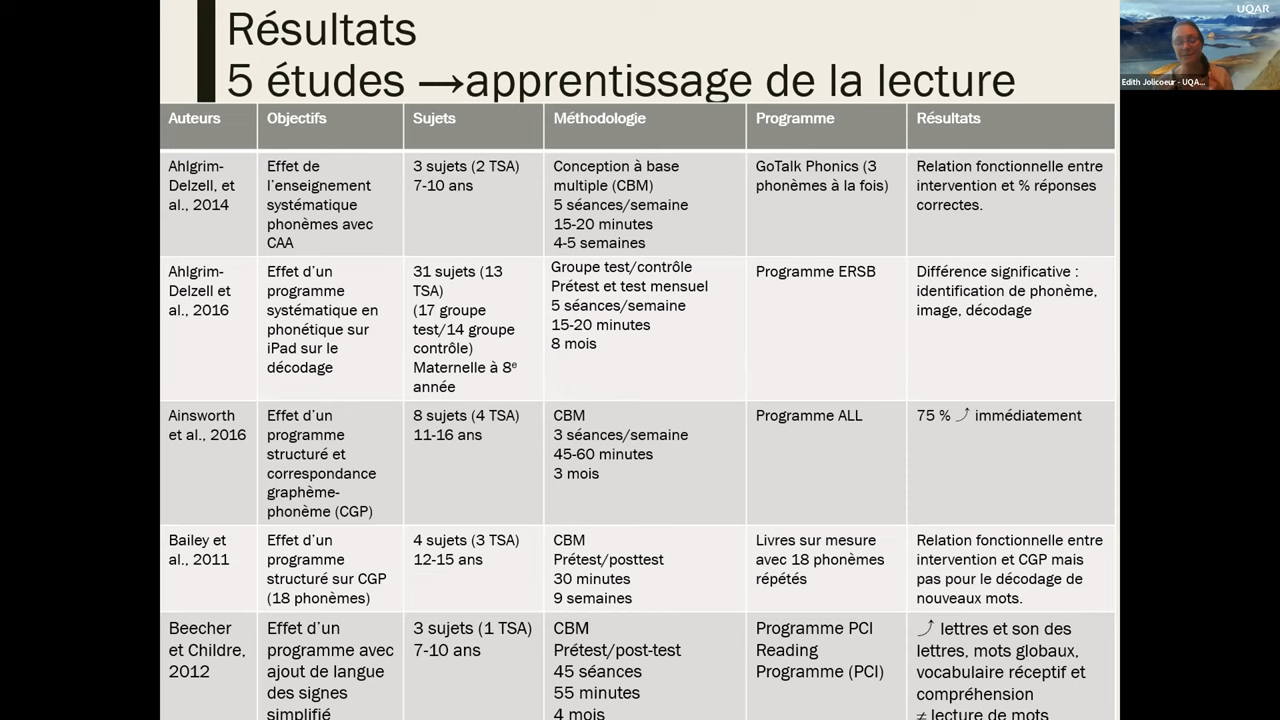 Résultats
5 études →apprentissage de la lecture
UQAR
Edith Jolicoeur - UQA...
Auteurs
Objectifs
Sujets
Méthodologie
Programme
Résultats
Ahlgrim-
Delzell, et
al., 2014
Effet de
l’enseignement
systématique
phonèmes avec
CAA
3 sujets (2 TSA)
7-10 ans
Conception à base
multiple (CBM)
5 séances/semaine
15-20 minutes
4-5 semaines
GoTalk Phonics (3
phonèmes à la fois)
Relation fonctionnelle entre
intervention et % réponses
correctes.
Ahlgrim-
Delzell et
al., 2016
Effet d’un
programme
systématique en
phonétique sur
iPad sur le
décodage
31 sujets (13
TSA)
(17 groupe
test/14 groupe
contrôle)
Maternelle à 8e
année
Groupe test/contrôle
Prétest et test mensuel
5 séances/semaine
15-20 minutes
8 mois
Programme ERSB
Différence significative :
identification de phonème,
image, décodage
Ainsworth
et al., 2016
Effet d’un
programme
structuré et
correspondance
graphème-
phonème (CGP)
8 sujets (4 TSA)
11-16 ans
CBM
3 séances/semaine
45-60 minutes
3 mois
Programme ALL
75 % ⤴ immédiatement
Bailey et
al., 2011
Effet d’un
programme
structuré sur CGP
(18 phonèmes)
4 sujets (3 TSA)
12-15 ans
CBM
Prétest/posttest
30 minutes
9 semaines
Livres sur mesure
avec 18 phonèmes
répétés
Relation fonctionnelle entre
intervention et CGP mais
pas pour le décodage de
nouveaux mots.
Beecher
et Childre,
2012
Effet d’un
programme avec
ajout de langue
des signes
simplifié
3 sujets (1 TSA)
7-10 ans
CBM
Prétest/post-test
45 séances
55 minutes
4 mois
Programme PCI
Reading
Programme (PCI)
⤴ lettres et son des
lettres, mots globaux,
vocabulaire réceptif et
compréhension
≠ lecture de mots